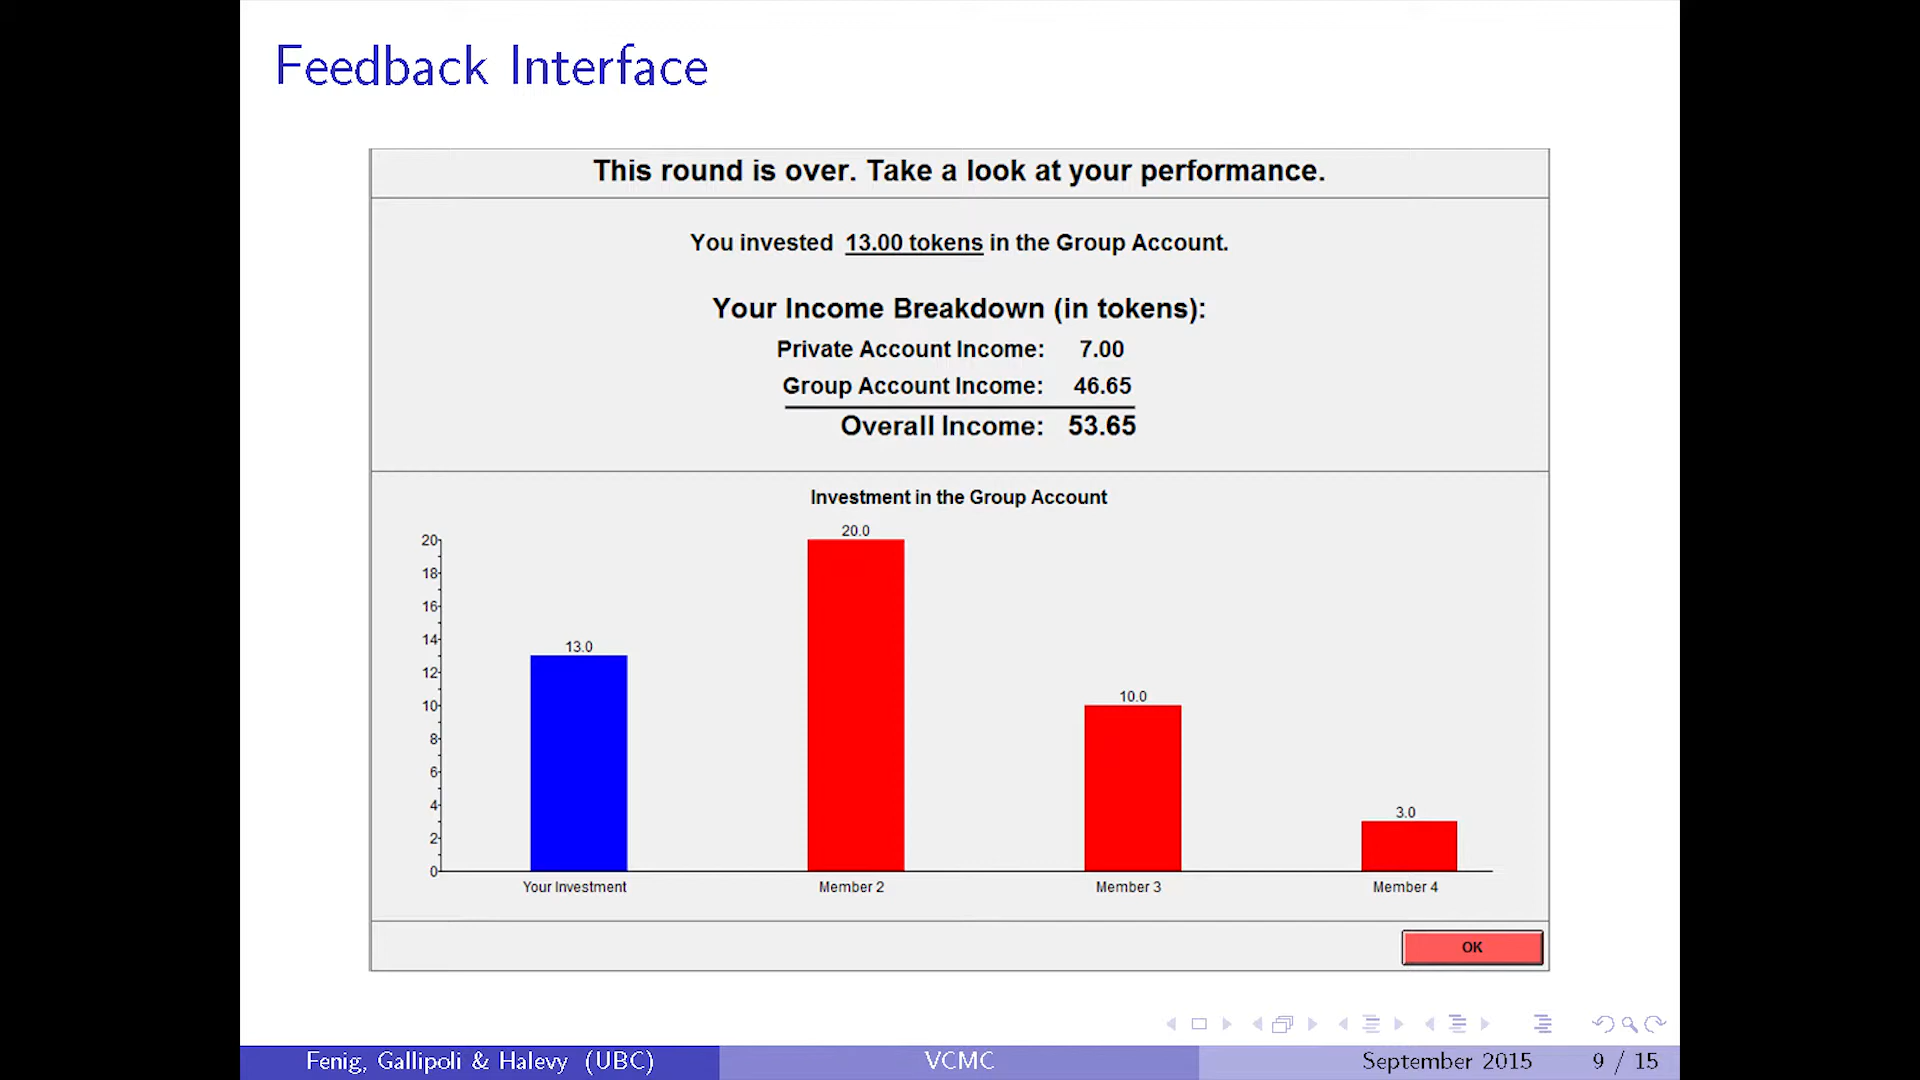 Feedback Interface
This round is over. Take a look at your performance.
You invested 13.00 tokens in the Group Account.
Your Income Breakdown (in tokens):
Private Account Income: 7.00
Group Account Income: 46.65
Overall Income: 53.65
Investment in the Group Account
20
18
16
14
12
10
8
6
4
2
0
13.0
20.0
10.0
3.0
Your Investment
Member 2
Member 3
Member 4
OK
Fenig, Gallipoli & Halevy (UBC)
VCMC
September 2015
9 / 15